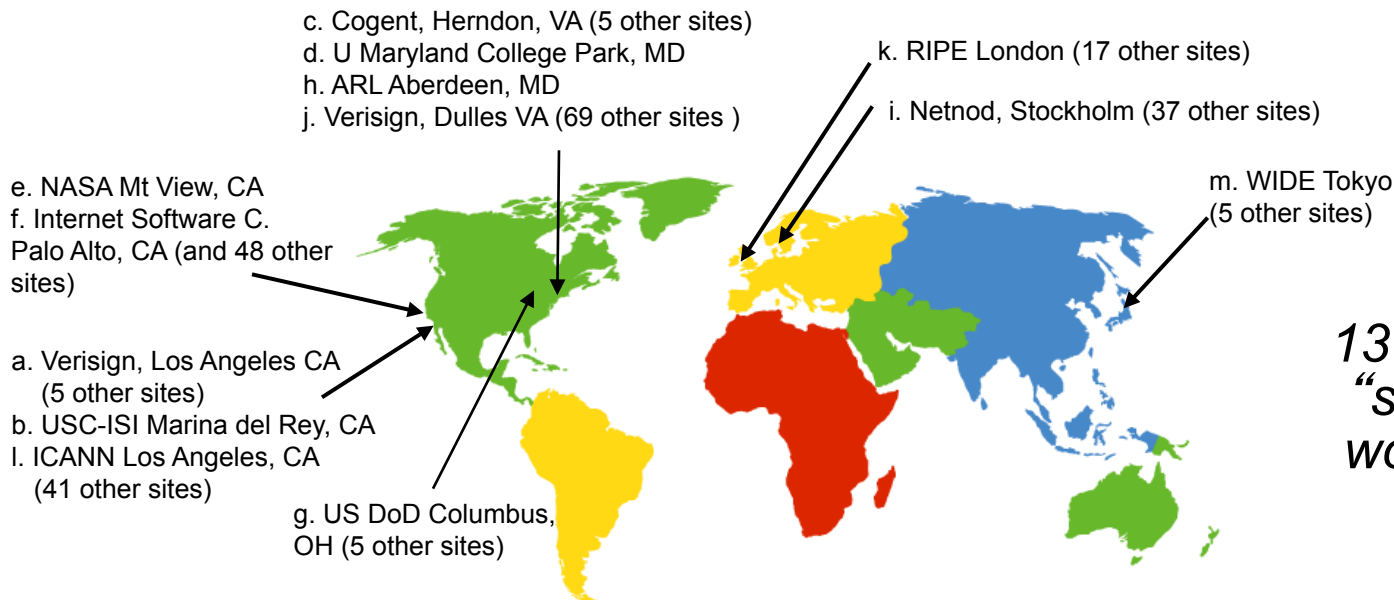 c. Cogent, Herndon, VA (5 other sites)
d. U Maryland College Park, MD
h. ARL Aberdeen, MD
j. Verisign, Dulles VA (69 other sites )
k. RIPE London (17 other sites)
i. Netnod, Stockholm (37 other sites)
m. WIDE Tokyo
(5 other sites)
e. NASA Mt View, CA
f. Internet Software C.
Palo Alto, CA (and 48 other
sites)
a. Verisign, Los Angeles CA
(5 other sites)
b. USC-ISI Marina del Rey, CA
l. ICANN Los Angeles, CA
(41 other sites)
g. US DoD Columbus,
OH (5 other sites)
13